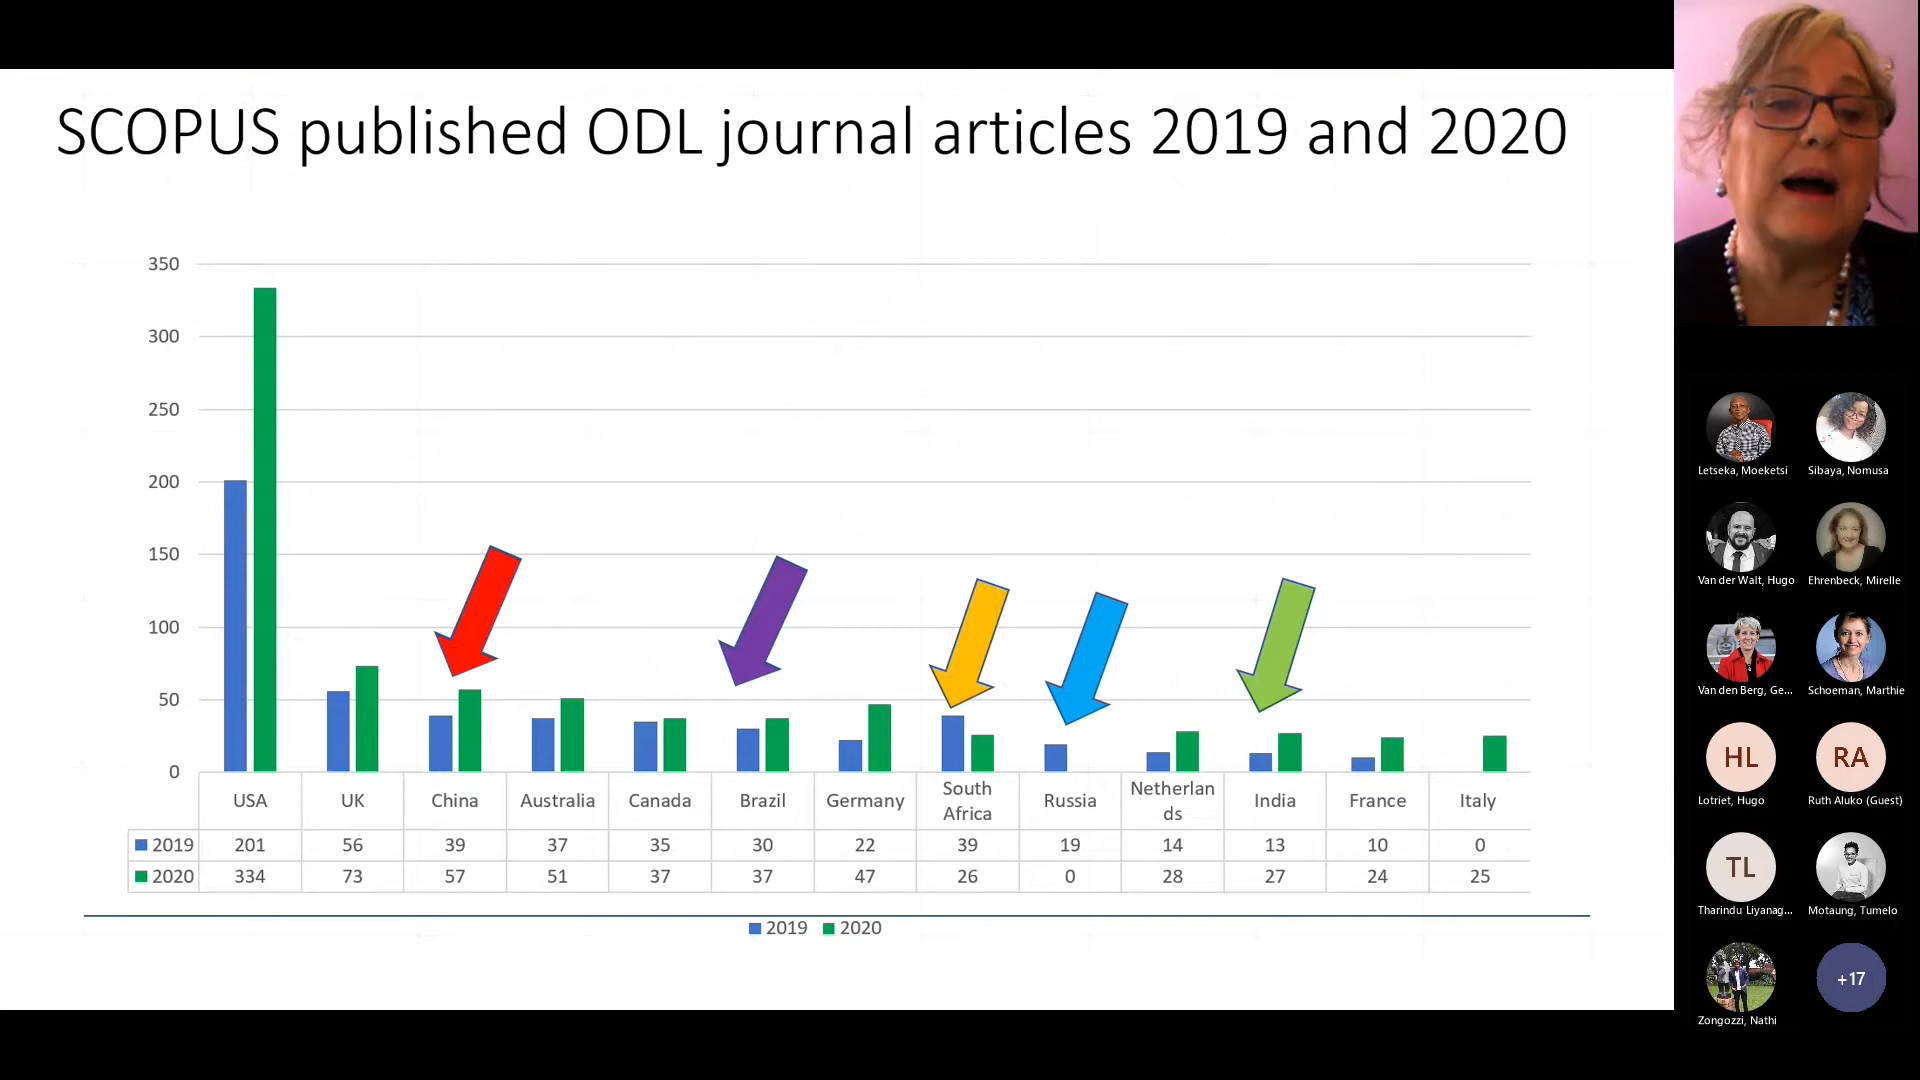 SCOPUS published ODL journal articles 2019 and 2020
350
300
250
200
150
100
50
0
USA UK China Australia Canada Brazil Germany South Africa Russia Netherlands India France Italy
2019 201 56 39 37 35 30 22 39 19 14 13 10 0
2020 334 73 57 51 37 37 47 26 0 28 27 24 25
2019 2020
Letseka, Moeketsi
Sibaya, Nomusa
Van der Walt, Hugo
Ehrenbeck, Mirelle
Van den Berg, Ge...
Schoeman, Marthie
HL
RA
Lotriet, Hugo
Ruth Aluko (Guest)
TL
Tharindu Liyanag...
Motaung, Tumelo
+17
Zongozzi, Nathi